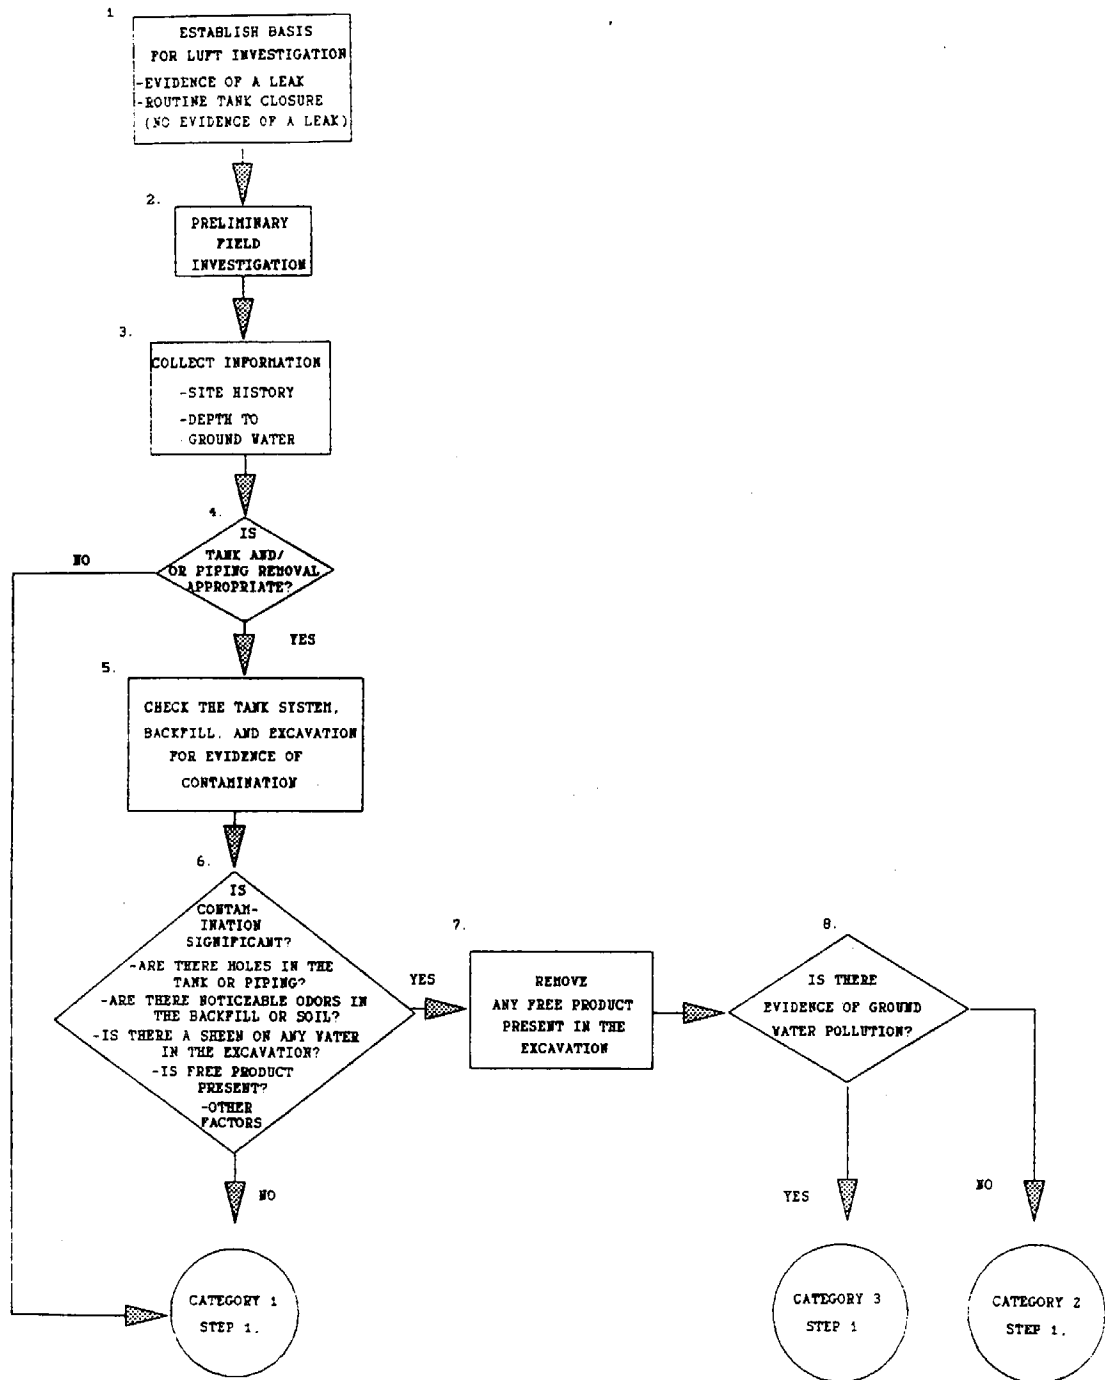 1
ESTABLISH BASIS
FOR LUFT INVESTIGATION
-EVIDENCE OF A LEAK
-ROUTINE TANK CLOSURE
(NO EVIDENCE OF A LEAK)
2.
PRELIMINARY
FIELD
INVESTIGATION
3.
COLLECT INFORMATION
-SITE HISTORY
-DEPTH TO
GROUND WATER
4.
IS
TANK AND/
OR PIPING REMOVAL
APPROPRIATE?
NO
YES
5.
CHECK THE TANK SYSTEM,
BACKFILL, AND EXCAVATION
FOR EVIDENCE OF
CONTAMINATION
6.
IS
CONTAM-
INATION
SIGNIFICANT?
-ARE THERE HOLES IN THE
TANK OR PIPING?
-ARE THERE NOTICEABLE ODORS IN
THE BACKFILL OR SOIL?
-IS THERE A SHEEN ON ANY WATER
IN THE EXCAVATION?
-IS FREE PRODUCT
PRESENT?
-OTHER
FACTORS
YES
NO
7.
REMOVE
ANY FREE PRODUCT
PRESENT IN THE
EXCAVATION
8.
IS THERE
EVIDENCE OF GROUND
WATER POLLUTION?
YES
NO
CATEGORY 1
STEP 1.
CATEGORY 3
STEP 1
CATEGORY 2
STEP 1.